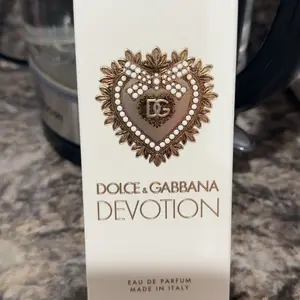 DG
DOLCE & GABBANA
DEVOTION
EAU DE PARFUM
MADE IN ITALY